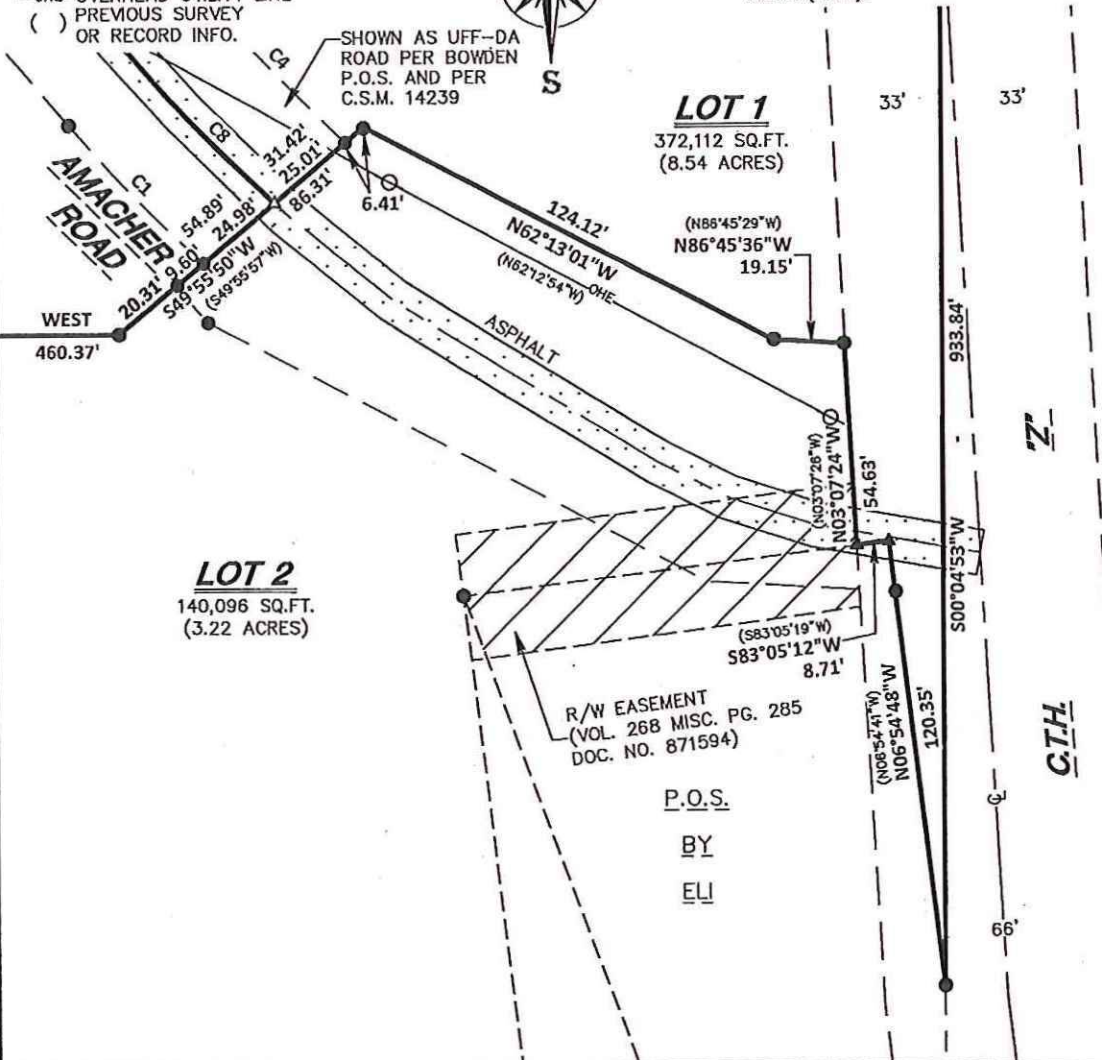 ( ) PREVIOUS SURVEY
OR RECORD INFO.
S
SHOWN AS UFF-DA
ROAD PER BOWDEN
P.O.S. AND PER
C.S.M. 14239
C4
LOT 1
372,112 SQ.FT.
(8.54 ACRES)
33'
33'
C8
31.42'
25.01'
86.31'
6.41'
C1
AMACHER
ROAD
54.89'
24.98'
9.60'
20.31'
S49°55'50"W
(S49°55'57"W)
WEST
460.37'
124.12'
N62°13'01"W
(N62°12'54"W)
OHE
ASPHALT
(N86°45'29"W)
N86°45'36"W
19.15'
933.84'
S00°04'53"W
"Z"
C.T.H.
(N03°07'26"W)
N03°07'24"W
54.63'
LOT 2
140,096 SQ.FT.
(3.22 ACRES)
(S83°05'19"W)
S83°05'12"W
8.71'
R/W EASEMENT
(VOL. 268 MISC. PG. 285
DOC. NO. 871594)
(N06°54'41"W)
N06°54'48"W
120.35'
P.O.S.
BY
ELI
CL
66'